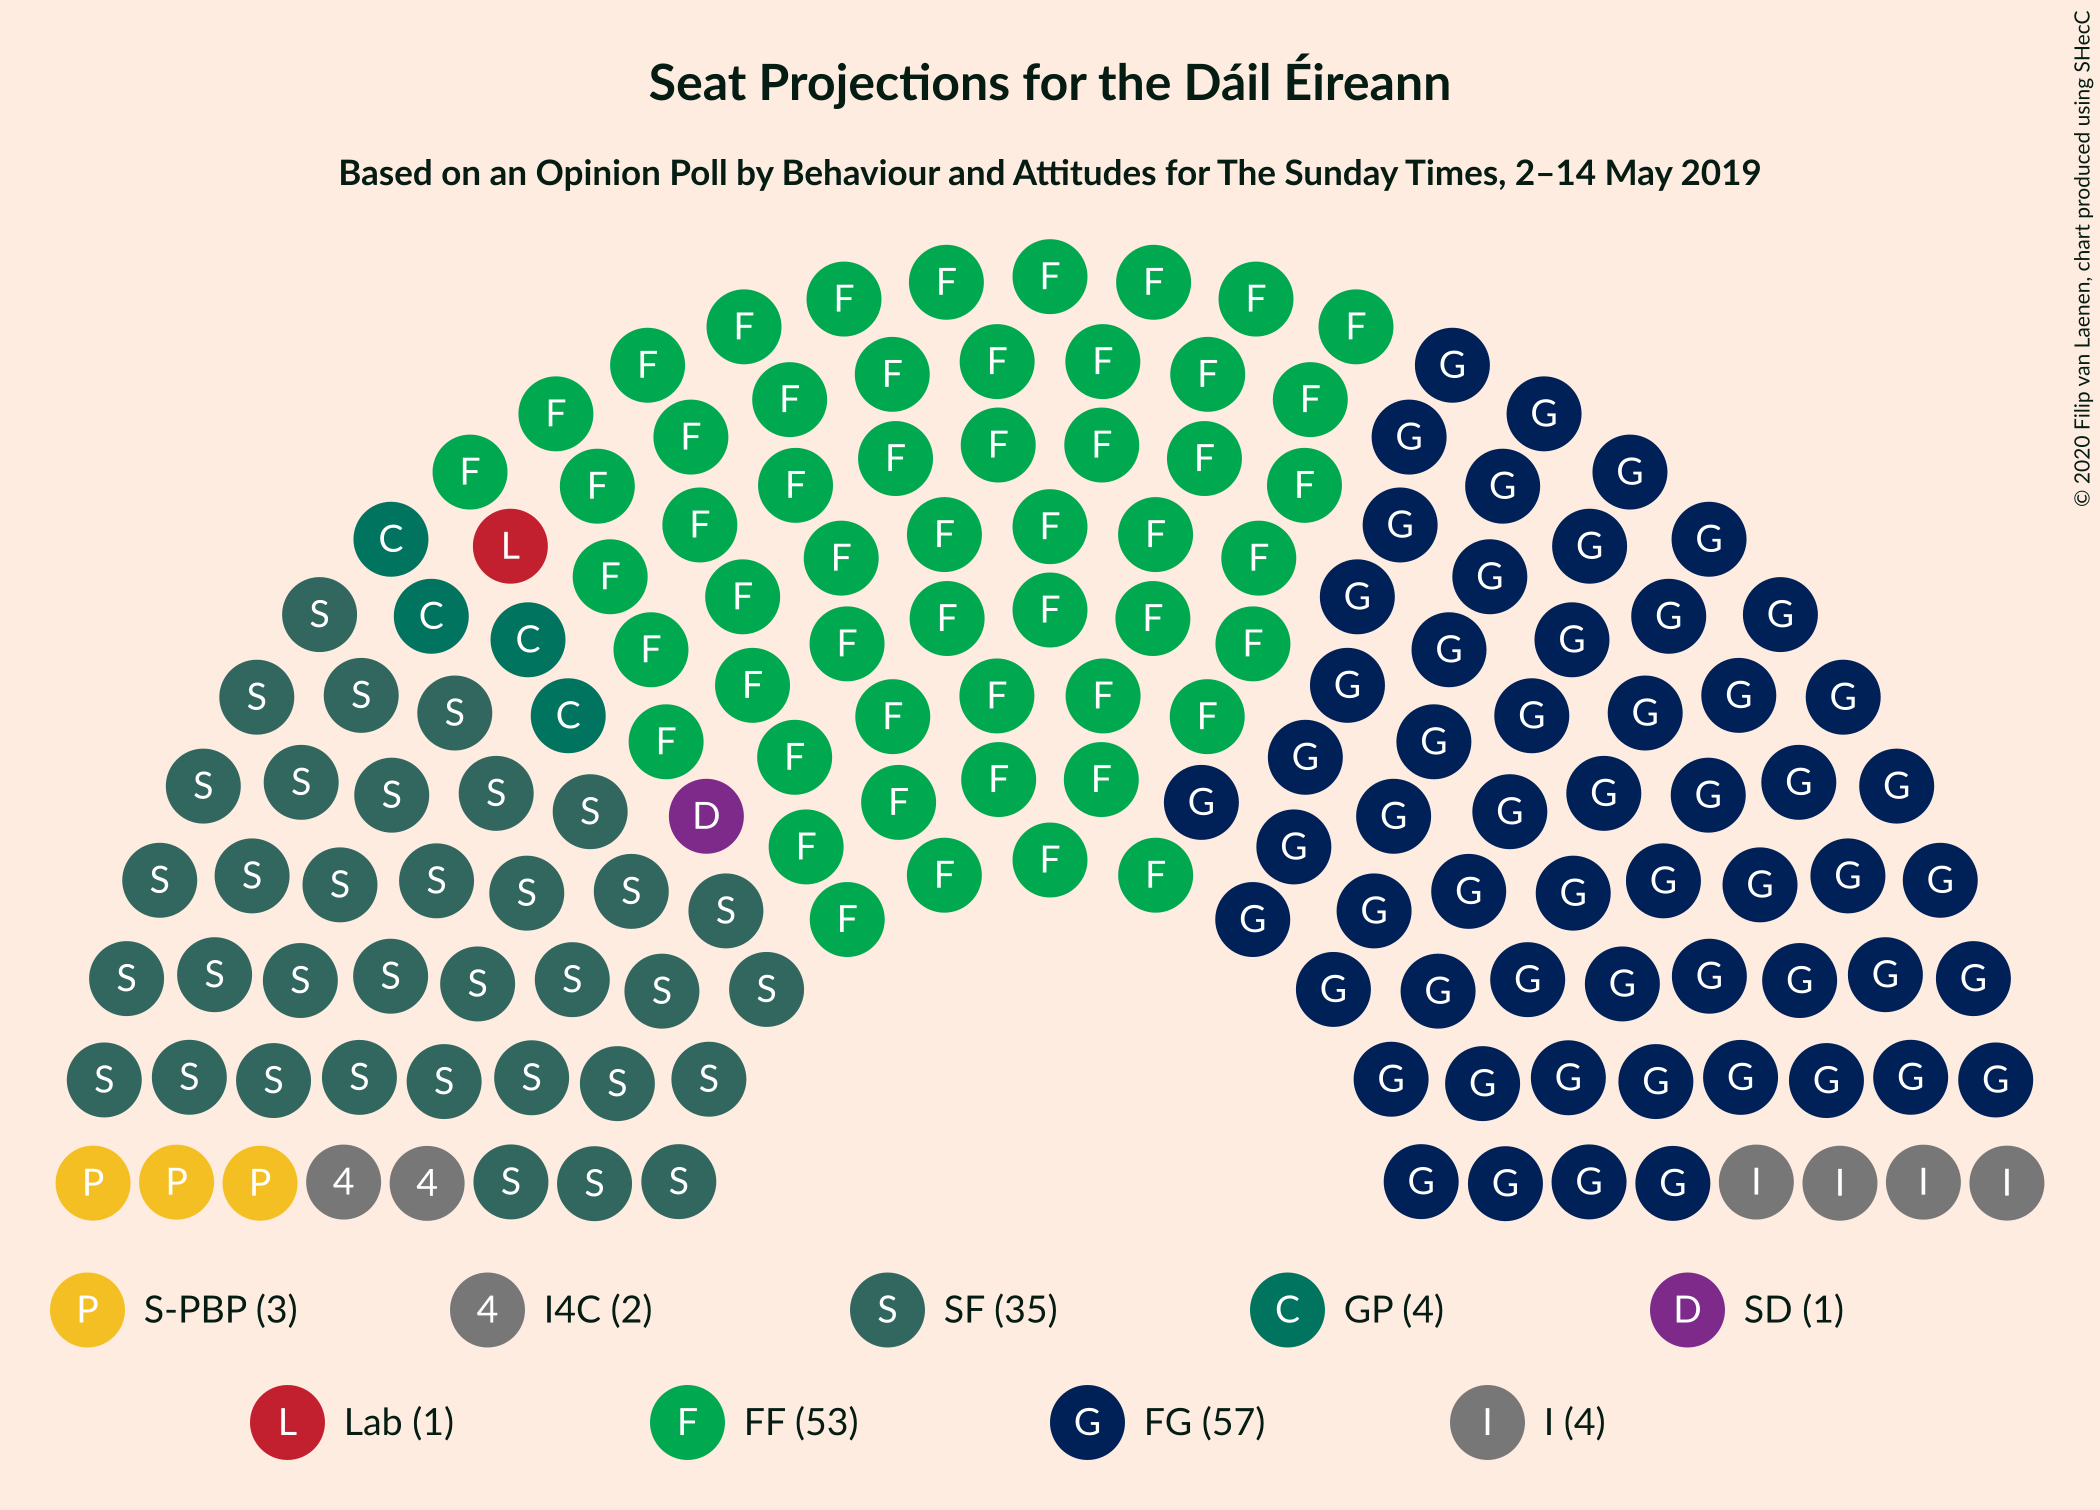 Seat Projections for the Dáil Éireann
Based on an Opinion Poll by Behaviour and Attitudes for The Sunday Times, 2–14 May 2019
© 2020 Filip van Laenen, chart produced using SHecC
F F F F F
F F F
F F F F F F G
F F G G
F F F F F F G G
F F F F F F G G
C L F F F F F F G G G G
S C C F F F F F F G G G G G
S S S C F F F F F F G G G G G G
S S S S S D F F F F G G G G G G G G
S S S S S S S F F F F F G G G G G G G G G
S S S S S S S S G G G G G G G G
S S S S S S S S G G G G G G G G
P P P 4 4 S S S G G G G I I I I
P S-PBP (3) 4 I4C (2) S SF (35) C GP (4) D SD (1)
L Lab (1) F FF (53) G FG (57) I I (4)